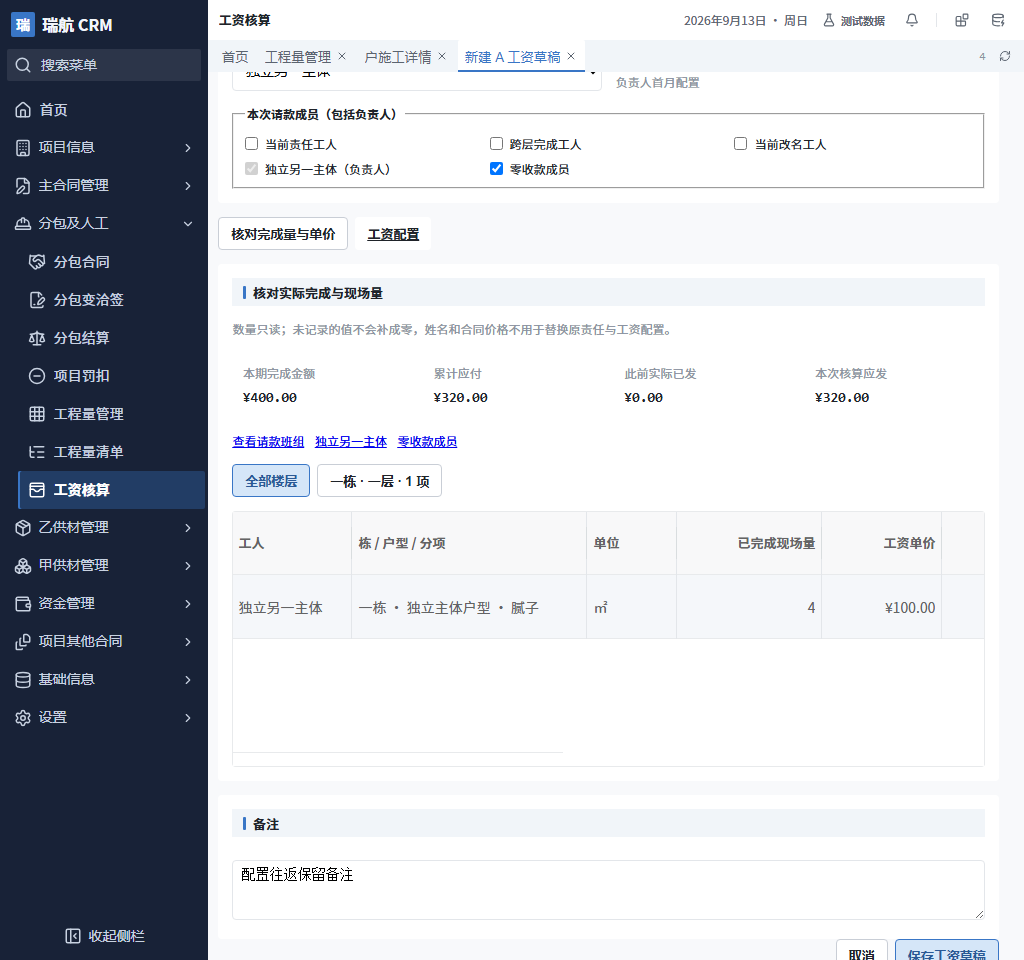 瑞 瑞航 CRM
搜索菜单
首页
项目信息
主合同管理
分包及人工
分包合同
分包变洽签
分包结算
项目罚扣
工程量管理
工程量清单
工资核算
乙供材管理
甲供材管理
资金管理
项目其他合同
基础信息
设置
收起侧栏
工资核算
2026年9月13日 · 周日 测试数据
首页 工程量管理 × 户施工详情 × 新建 A 工资草稿 × 4
独立另一主体 负责人首月配置
本次请款成员（包括负责人）
当前责任工人 跨层完成工人 当前改名工人
独立另一主体（负责人） 零收款成员
核对完成量与单价 工资配置
核对实际完成与现场量
数量只读；未记录的值不会补成零，姓名和合同价格不用于替换原责任与工资配置。
本期完成金额 累计应付 此前实际已发 本次核算应发
¥400.00 ¥320.00 ¥0.00 ¥320.00
查看请款班组 独立另一主体 零收款成员
全部楼层 一栋 · 一层 · 1 项
工人 栋 / 户型 / 分项 单位 已完成现场量 工资单价
独立另一主体 一栋 · 独立主体户型 · 腻子 ㎡ 4 ¥100.00
备注
配置往返保留备注
取消 保存工资草稿